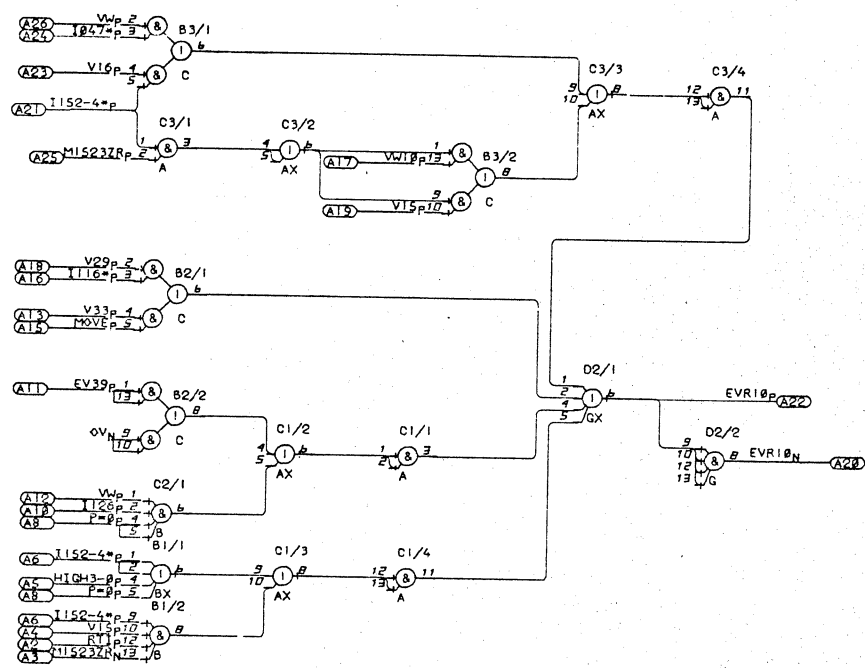 A26 VWP 2 & B3/1
A24 I047*P 3 I 6
A23 V16P 4 & C
5
A21 I152-4*P
C3/1 C3/2
A25 M1523ZRP 1 2 & 3 A
4 5 I 6 AX
A17 VW10P 1 13 & B3/2
I 8
A19 V15P 9 10 & C
C3/3 9 10 I 8 AX
C3/4 12 13 & 11 A
A18 V29P 2 & B2/1
A16 I116*P 3 I 6
A13 V33P 4 & C
A15 MOVEP 5
A11 EV39P 1 13 & B2/2
I 8
0VN 9 10 & C
C1/2 4 5 I 6 AX
C1/1 1 2 & 3 A
A12 VWP 1 C2/1
A10 I126P 2 & 6
A8 P=0P 4 5 B
A6 I152-4*P 1 2 B1/1
A5 HIGH3-0P 4 I 6
A8 P=0P 5 BX
C1/3 9 10 I 8 AX
C1/4 12 13 & 11 A
A6 I152-4*P 9 B1/2
A4 V15P 10 & 8
A2 RTIP 12 B
A3 M1523ZRN 13
D2/1 1 2 4 5 I 6 GX
EVR10P A22
D2/2 9 10 12 13 & 8 G
EVR10N A20